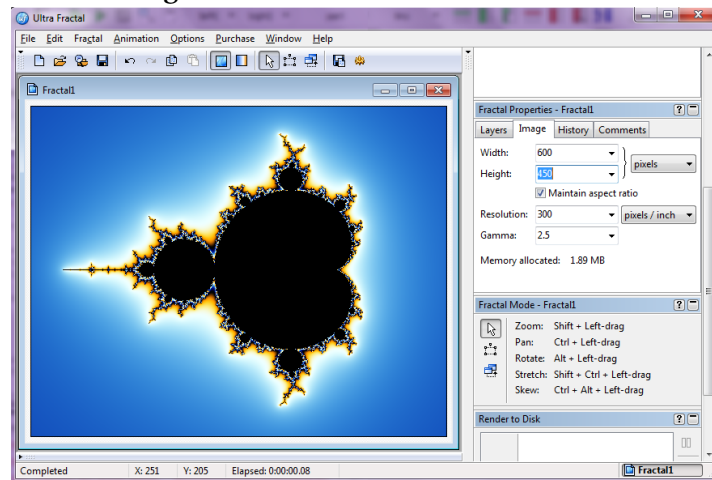 Ultra Fractal
File Edit Fractal Animation Options Purchase Window Help
Fractal1
Fractal Properties - Fractal1
Layers Image History Comments
Width: 600
pixels
Height: 450
Maintain aspect ratio
Resolution: 300 pixels / inch
Gamma: 2.5
Memory allocated: 1.89 MB
Fractal Mode - Fractal1
Zoom: Shift + Left-drag
Pan: Ctrl + Left-drag
Rotate: Alt + Left-drag
Stretch: Shift + Ctrl + Left-drag
Skew: Ctrl + Alt + Left-drag
Render to Disk
Completed X: 251 Y: 205 Elapsed: 0:00:00.08 Fractal1